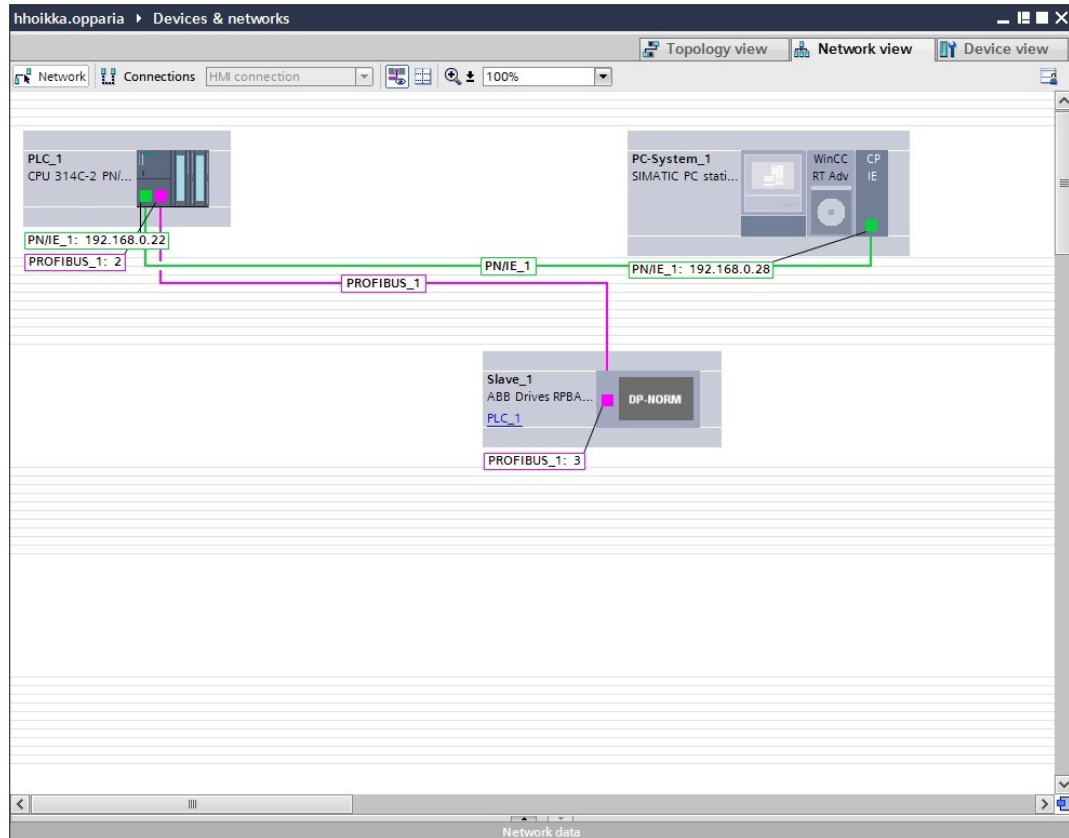 hhoikka.opparia ▸ Devices & networks
Topology view
Network view
Device view
Network
Connections
HMI connection
100%
PLC_1
CPU 314C-2 PN/...
PC-System_1
SIMATIC PC stati...
WinCC
RT Adv
CP
IE
PN/IE_1: 192.168.0.22
PROFIBUS_1: 2
PN/IE_1
PN/IE_1: 192.168.0.28
PROFIBUS_1
Slave_1
ABB Drives RPBA...
PLC_1
DP-NORM
PROFIBUS_1: 3
Network data